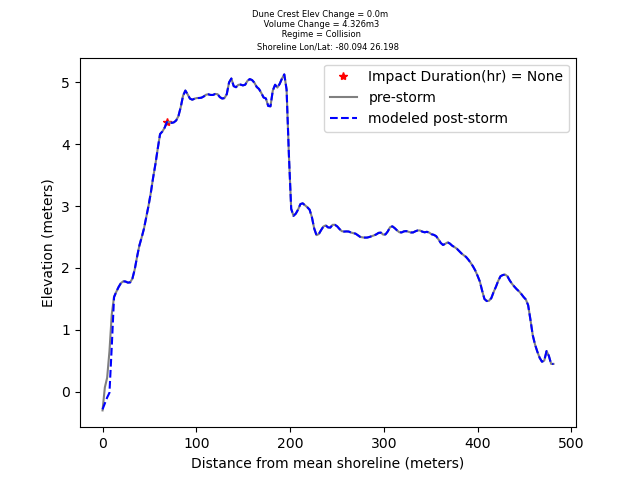 Dune Crest Elev Change = 0.0m
Volume Change = 4.326m3
Regime = Collision
Shoreline Lon/Lat: -80.094 26.198
Impact Duration(hr) = None
pre-storm
modeled post-storm
Elevation (meters)
5
4
3
2
1
0
0 100 200 300 400 500
Distance from mean shoreline (meters)